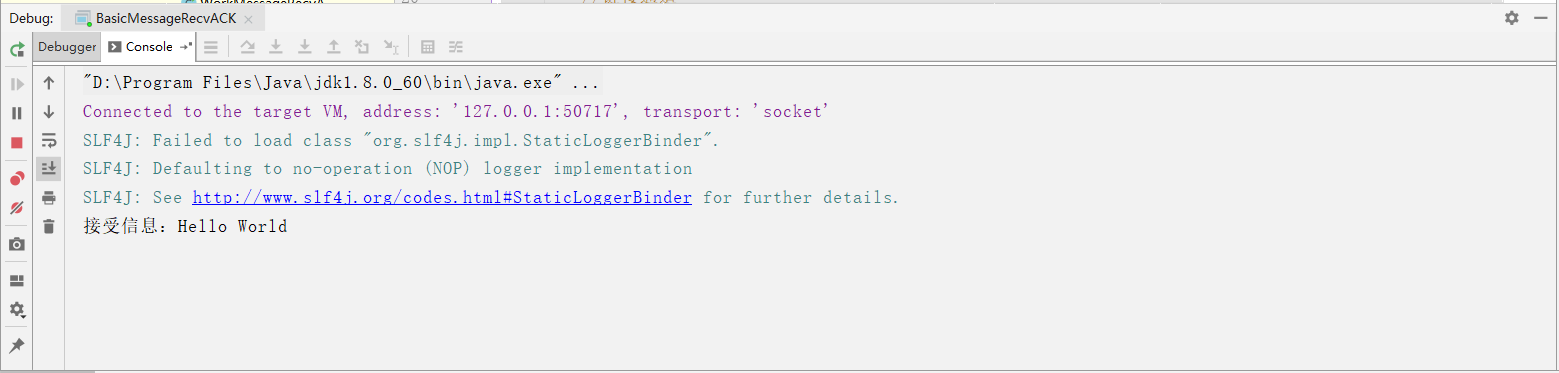 WorkMessageRecvA
Debug: BasicMessageRecvACK
Debugger Console
"D:\Program Files\Java\jdk1.8.0_60\bin\java.exe" ...
Connected to the target VM, address: '127.0.0.1:50717', transport: 'socket'
SLF4J: Failed to load class "org.slf4j.impl.StaticLoggerBinder".
SLF4J: Defaulting to no-operation (NOP) logger implementation
SLF4J: See http://www.slf4j.org/codes.html#StaticLoggerBinder for further details.
接受信息：Hello World